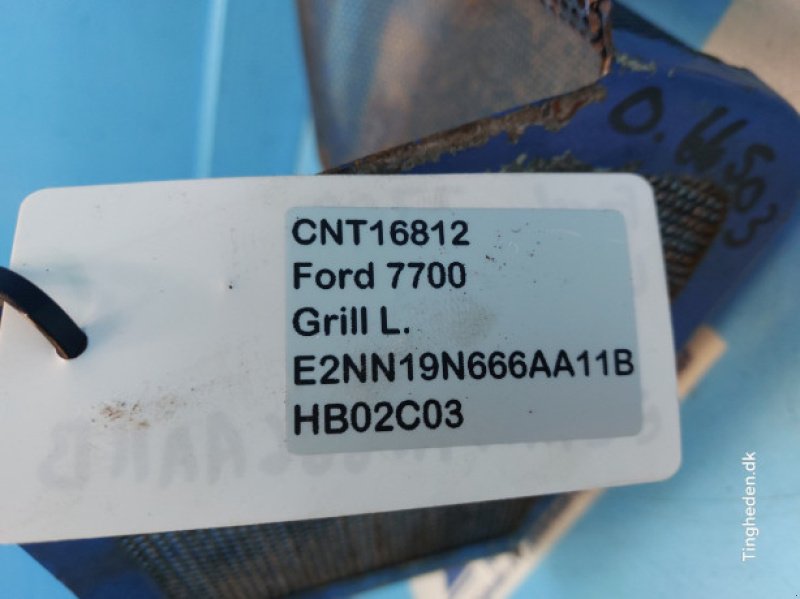 CNT16812
Ford 7700
Grill L.
E2NN19N666AA11B
HB02C03
Tingheden.dk